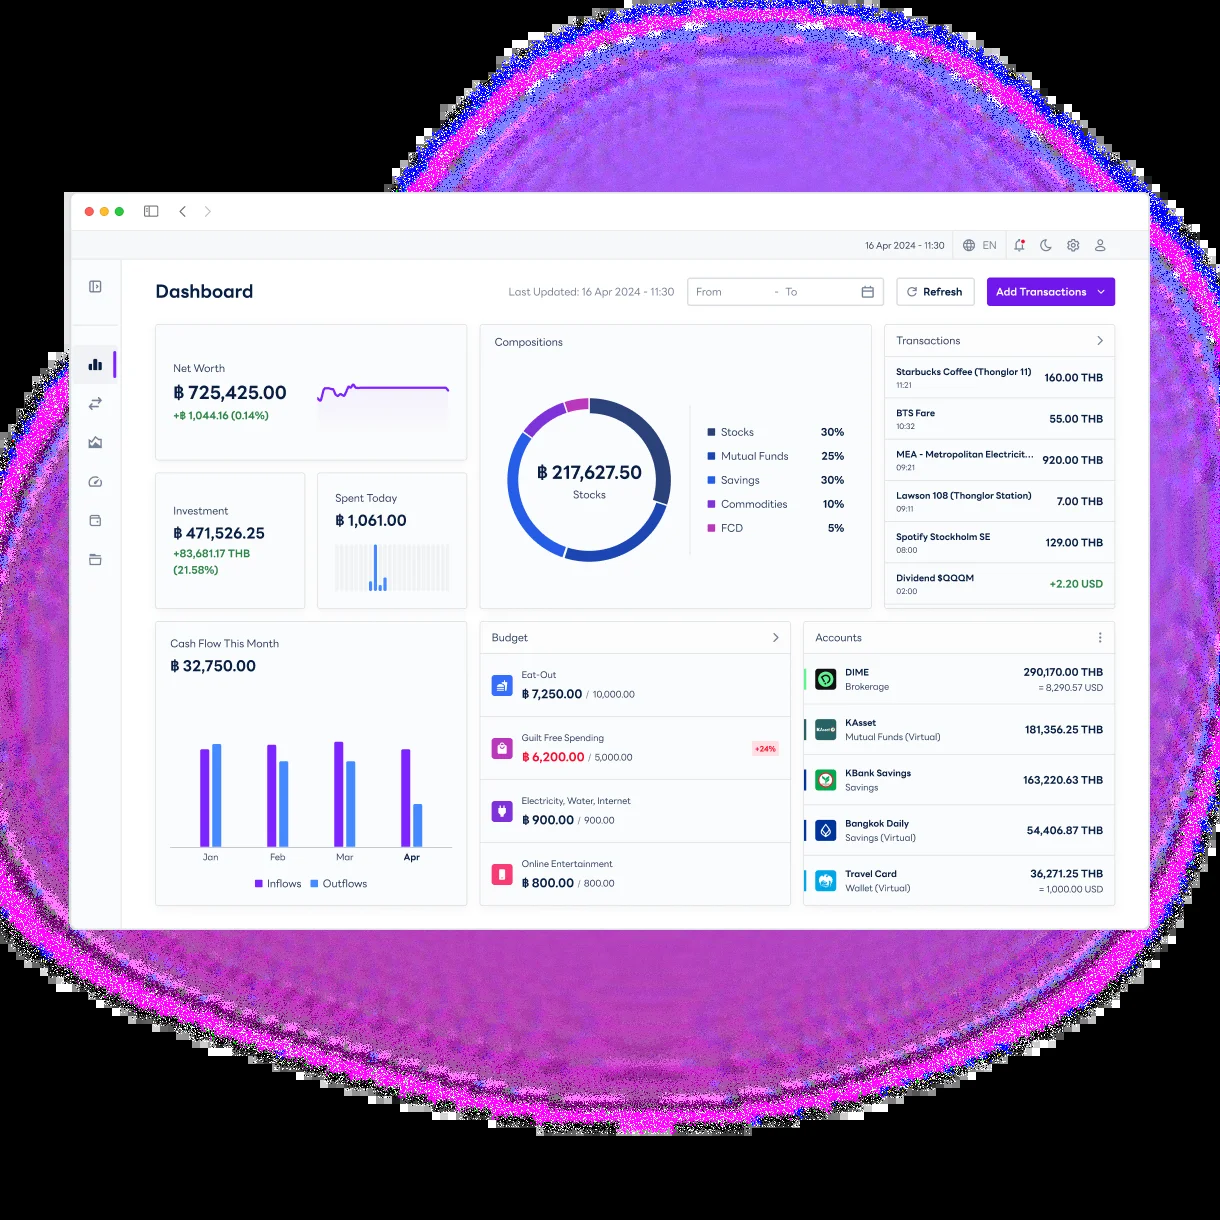 16 Apr 2024 - 11:30
EN
Dashboard
Last Updated: 16 Apr 2024 - 11:30
From - To
Refresh
Add Transactions
Net Worth
฿ 725,425.00
+฿ 1,044.16 (0.14%)
Investment
฿ 471,526.25
+83,681.17 THB
(21.58%)
Spent Today
฿ 1,061.00
Compositions
฿ 217,627.50
Stocks
Stocks 30%
Mutual Funds 25%
Savings 30%
Commodities 10%
FCD 5%
Transactions
Starbucks Coffee (Thonglor 11) 160.00 THB
11:21
BTS Fare 55.00 THB
10:32
MEA - Metropolitan Electricit... 920.00 THB
09:21
Lawson 108 (Thonglor Station) 7.00 THB
09:11
Spotify Stockholm SE 129.00 THB
08:00
Dividend $QQQM +2.20 USD
02:00
Cash Flow This Month
฿ 32,750.00
Jan Feb Mar Apr
Inflows Outflows
Budget
Eat-Out
฿ 7,250.00 / 10,000.00
Guilt Free Spending
฿ 6,200.00 / 5,000.00
+24%
Electricity, Water, Internet
฿ 900.00 / 900.00
Online Entertainment
฿ 800.00 / 800.00
Accounts
DIME 290,170.00 THB
Brokerage = 8,290.57 USD
KAsset
Mutual Funds (Virtual) 181,356.25 THB
KBank Savings
Savings 163,220.63 THB
Bangkok Daily
Savings (Virtual) 54,406.87 THB
Travel Card 36,271.25 THB
Wallet (Virtual) = 1,000.00 USD